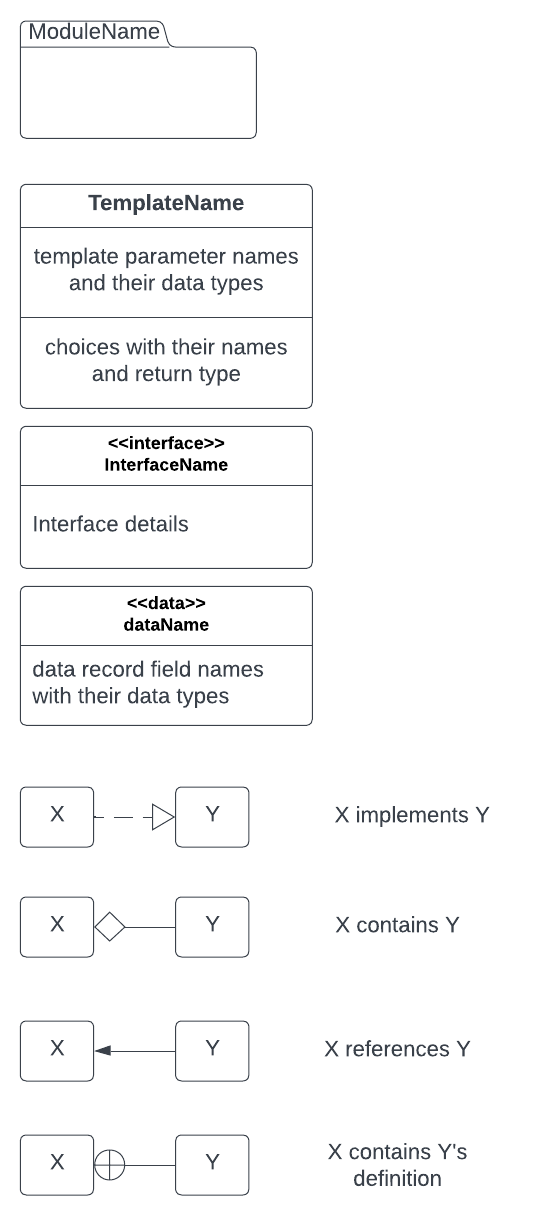 ModuleName
TemplateName
template parameter names
and their data types
choices with their names
and return type
<<interface>>
InterfaceName
Interface details
<<data>>
dataName
data record field names
with their data types
X Y X implements Y
X Y X contains Y
X Y X references Y
X Y X contains Y's
definition